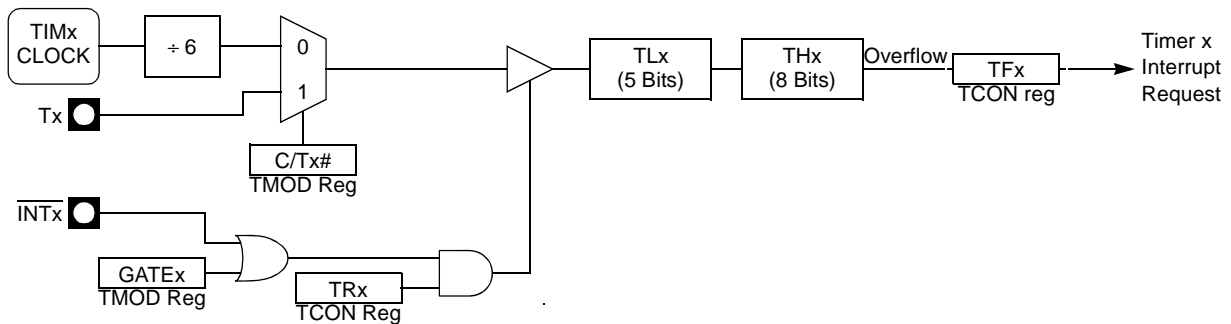 TIMx
CLOCK
÷ 6
0
1
Tx
C/Tx#
TMOD Reg
TLx
(5 Bits)
THx
(8 Bits)
Overflow
TFx
TCON reg
Timer x
Interrupt
Request
INTx
GATEx
TMOD Reg
TRx
TCON Reg